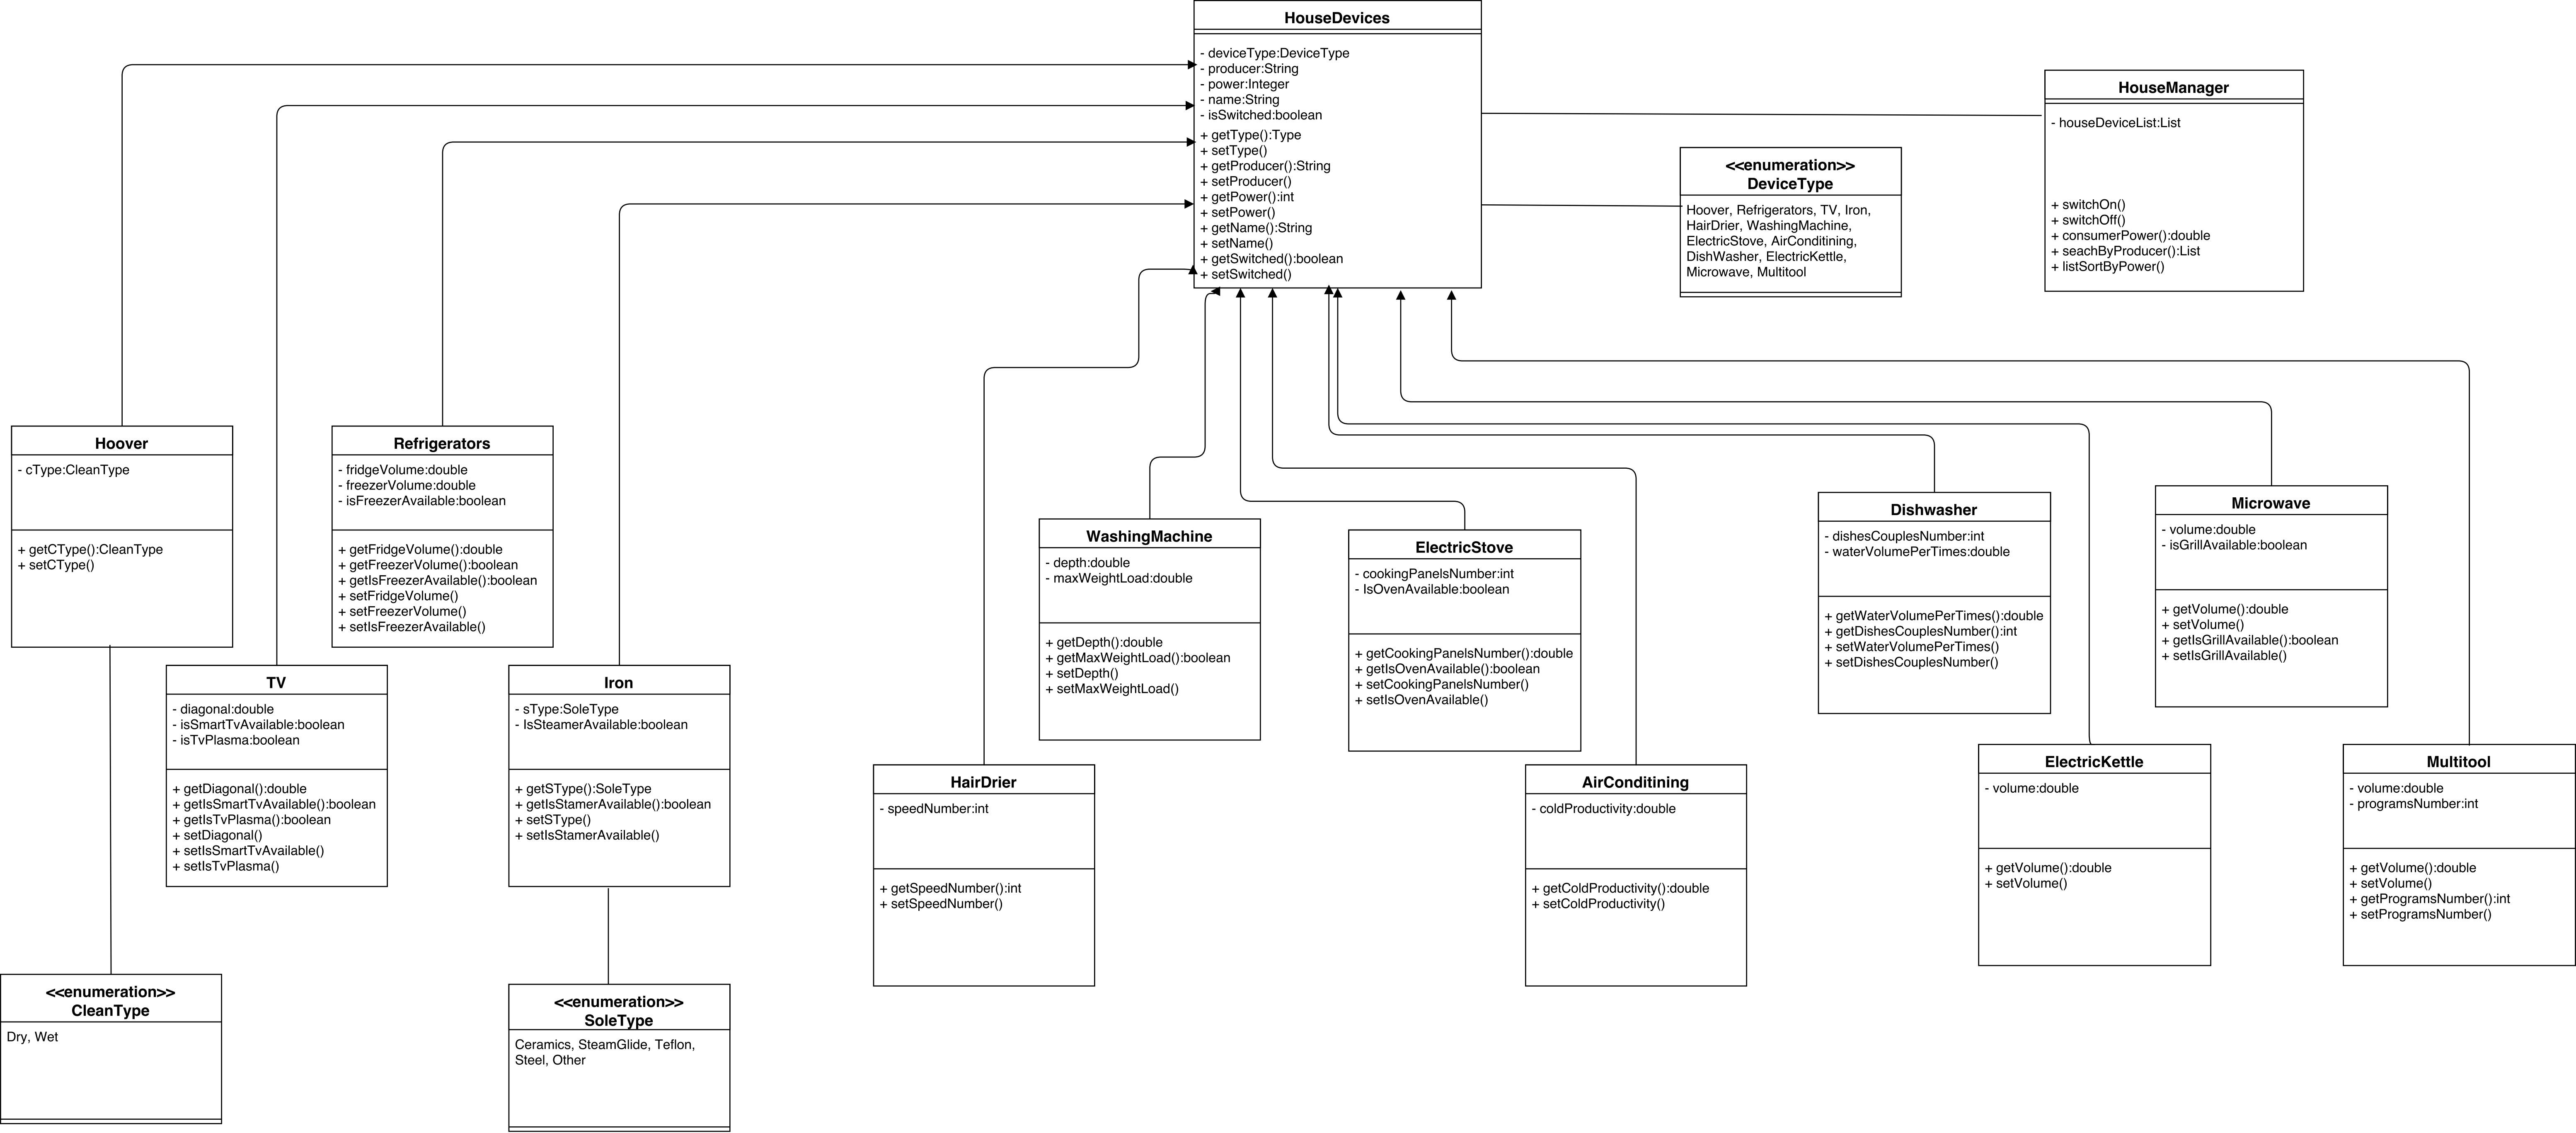 HouseDevices
- deviceType:DeviceType
- producer:String
- power:Integer
- name:String
- isSwitched:boolean
+ getType():Type
+ setType()
+ getProducer():String
+ setProducer()
+ getPower():int
+ setPower()
+ getName():String
+ setName()
+ getSwitched():boolean
+ setSwitched()
HouseManager
- houseDeviceList:List
+ switchOn()
+ switchOff()
+ consumerPower():double
+ seachByProducer():List
+ listSortByPower()
<<enumeration>>
DeviceType
Hoover, Refrigerators, TV, Iron,
HairDrier, WashingMachine,
ElectricStove, AirConditining,
DishWasher, ElectricKettle,
Microwave, Multitool
Hoover
- cType:CleanType
+ getCType():CleanType
+ setCType()
Refrigerators
- fridgeVolume:double
- freezerVolume:double
- isFreezerAvailable:boolean
+ getFridgeVolume():double
+ getFreezerVolume():boolean
+ getIsFreezerAvailable():boolean
+ setFridgeVolume()
+ setFreezerVolume()
+ setIsFreezerAvailable()
TV
- diagonal:double
- isSmartTvAvailable:boolean
- isTvPlasma:boolean
+ getDiagonal():double
+ getIsSmartTvAvailable():boolean
+ getIsTvPlasma():boolean
+ setDiagonal()
+ setIsSmartTvAvailable()
+ setIsTvPlasma()
Iron
- sType:SoleType
- IsSteamerAvailable:boolean
+ getSType():SoleType
+ getIsStamerAvailable():boolean
+ setSType()
+ setIsStamerAvailable()
<<enumeration>>
CleanType
Dry, Wet
<<enumeration>>
SoleType
Ceramics, SteamGlide, Teflon,
Steel, Other
HairDrier
- speedNumber:int
+ getSpeedNumber():int
+ setSpeedNumber()
WashingMachine
- depth:double
- maxWeightLoad:double
+ getDepth():double
+ getMaxWeightLoad():boolean
+ setDepth()
+ setMaxWeightLoad()
ElectricStove
- cookingPanelsNumber:int
- IsOvenAvailable:boolean
+ getCookingPanelsNumber():double
+ getIsOvenAvailable():boolean
+ setCookingPanelsNumber()
+ setIsOvenAvailable()
AirConditining
- coldProductivity:double
+ getColdProductivity():double
+ setColdProductivity()
Dishwasher
- dishesCouplesNumber:int
- waterVolumePerTimes:double
+ getWaterVolumePerTimes():double
+ getDishesCouplesNumber():int
+ setWaterVolumePerTimes()
+ setDishesCouplesNumber()
Microwave
- volume:double
- isGrillAvailable:boolean
+ getVolume():double
+ setVolume()
+ getIsGrillAvailable():boolean
+ setIsGrillAvailable()
ElectricKettle
- volume:double
+ getVolume():double
+ setVolume()
Multitool
- volume:double
- programsNumber:int
+ getVolume():double
+ setVolume()
+ getProgramsNumber():int
+ setProgramsNumber()